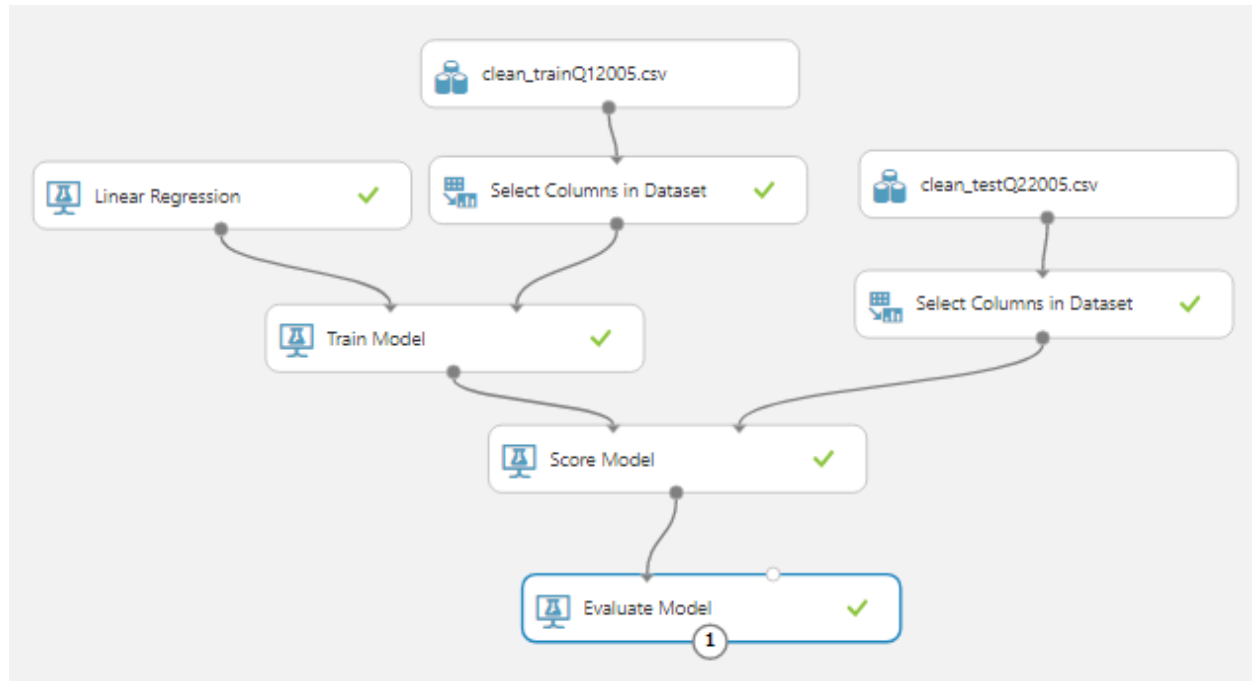 clean_trainQ12005.csv
Linear Regression
Select Columns in Dataset
clean_testQ22005.csv
Train Model
Select Columns in Dataset
Score Model
Evaluate Model
1